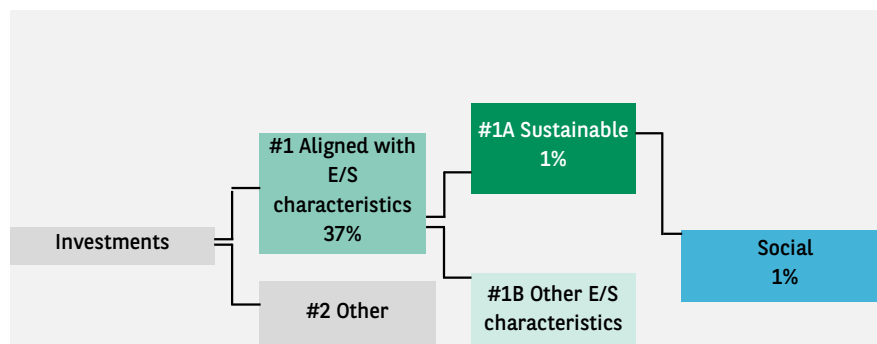 Investments
#1 Aligned with
E/S
characteristics
37%
#2 Other
#1A Sustainable
1%
#1B Other E/S
characteristics
Social
1%